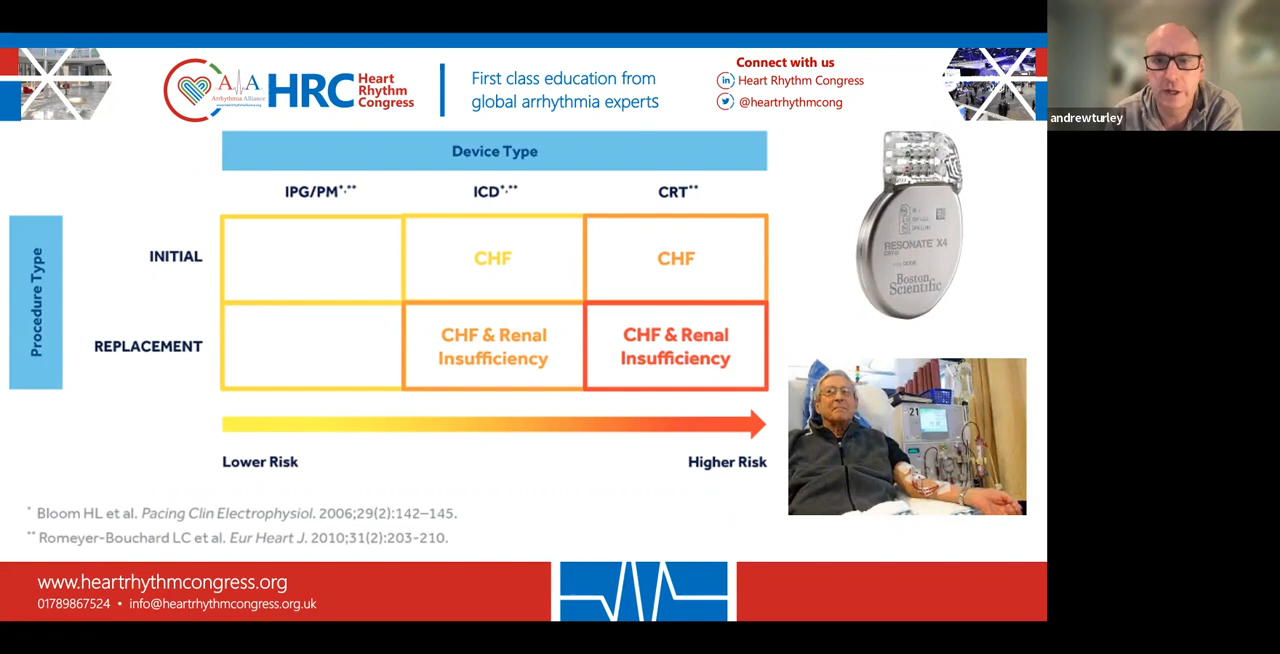 Arrhythmia Alliance
HRC
Heart
Rhythm
Congress
First class education from
global arrhythmia experts
Connect with us
Heart Rhythm Congress
@heartrhythmcong
andrewturley
Device Type
IPG/PM*,**
ICD*,**
CRT**
Procedure Type
INITIAL
CHF
CHF
REPLACEMENT
CHF & Renal
Insufficiency
CHF & Renal
Insufficiency
Lower Risk
Higher Risk
RESONATE X4
CRT-D
Boston
Scientific
21
* Bloom HL et al. Pacing Clin Electrophysiol. 2006;29(2):142–145.
** Romeyer-Bouchard LC et al. Eur Heart J. 2010;31(2):203-210.
www.heartrhythmcongress.org
01789867524 • info@heartrhythmcongress.org.uk